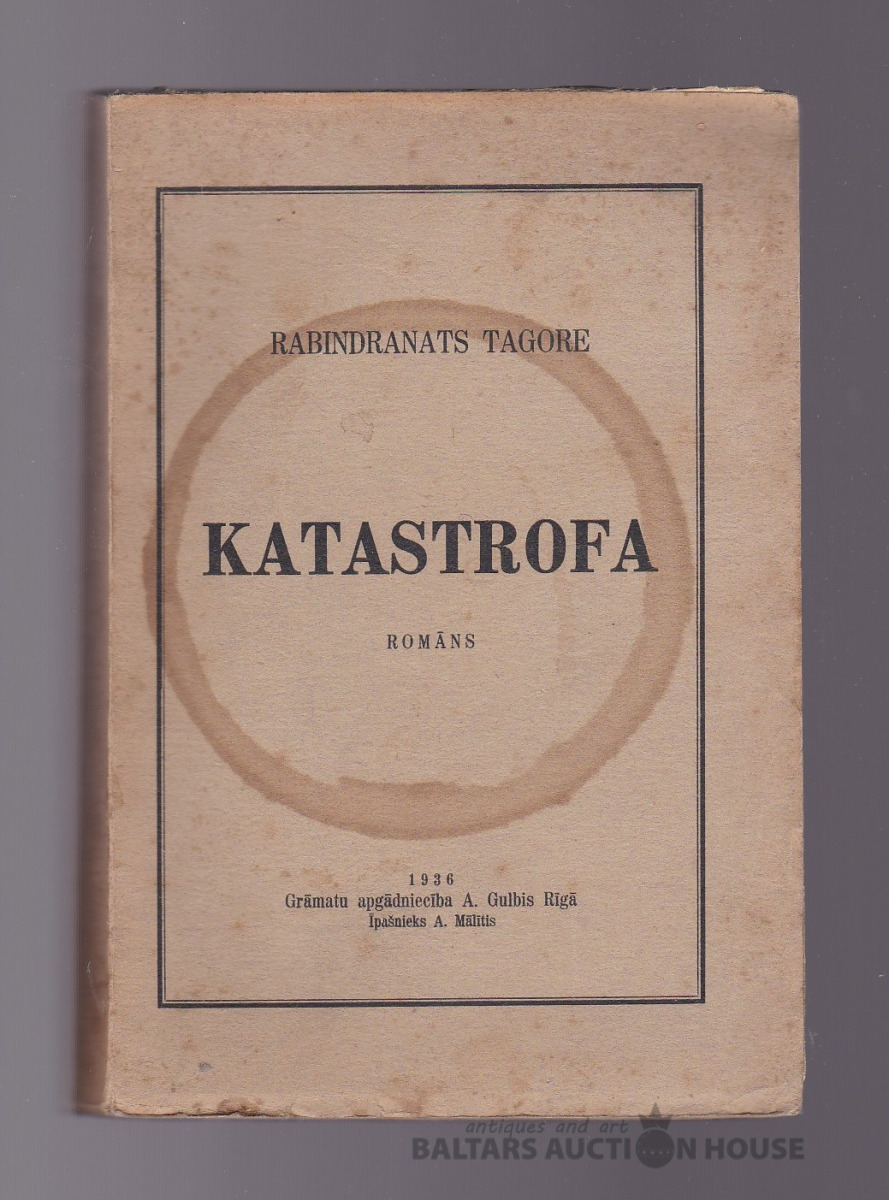 RABINDRANATS TAGORE
KATASTROFA
ROMĀNS
1936
Grāmatu apgādniecība A. Gulbis Rīgā
Īpašnieks A. Mālītis
antiques and art
BALTARS AUCTION HOUSE